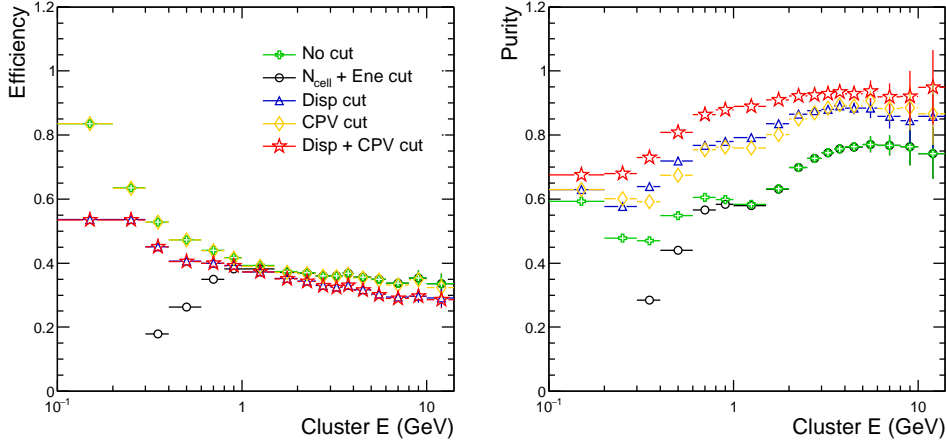 Efficiency
1.2
1
0.8
0.6
0.4
0.2
0
No cut
N_cell + Ene cut
Disp cut
CPV cut
Disp + CPV cut
10⁻¹ 1 10
Cluster E (GeV)
Purity
1.2
1
0.8
0.6
0.4
0.2
0
10⁻¹ 1 10
Cluster E (GeV)